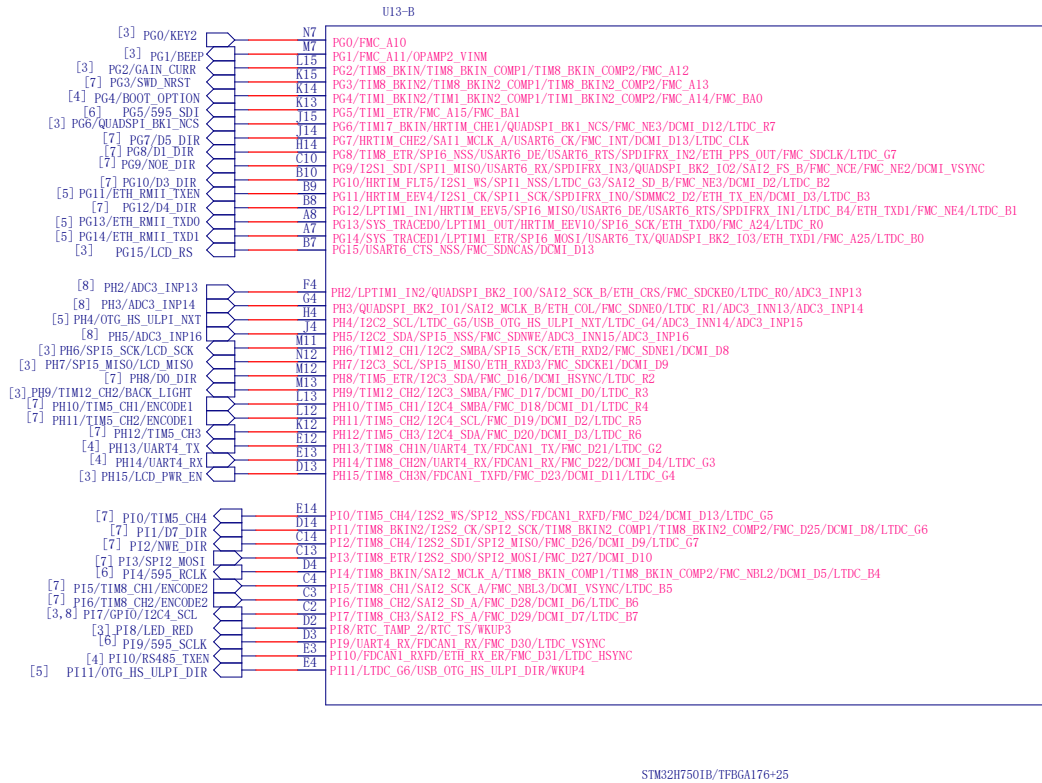 U13-B
[3] PG0/KEY2 N7 PG0/FMC_A10
[3] PG1/BEEP M7 PG1/FMC_A11/OPAMP2_VINM
[3] PG2/GAIN_CURR L15 PG2/TIM8_BKIN/TIM8_BKIN_COMP1/TIM8_BKIN_COMP2/FMC_A12
[7] PG3/SWD_NRST K15 PG3/TIM8_BKIN2/TIM8_BKIN2_COMP1/TIM8_BKIN2_COMP2/FMC_A13
[4] PG4/BOOT_OPTION K14 PG4/TIM1_BKIN2/TIM1_BKIN2_COMP1/TIM1_BKIN2_COMP2/FMC_A14/FMC_BA0
[6] PG5/595_SDI K13 PG5/TIM1_ETR/FMC_A15/FMC_BA1
[3] PG6/QUADSPI_BK1_NCS J15 PG6/TIM17_BKIN/HRTIM_CHE1/QUADSPI_BK1_NCS/FMC_NE3/DCMI_D12/LTDC_R7
[7] PG7/D5_DIR J14 PG7/HRTIM_CHE2/SAI1_MCLK_A/USART6_CK/FMC_INT/DCMI_D13/LTDC_CLK
[7] PG8/D1_DIR H14 PG8/TIM8_ETR/SPI6_NSS/USART6_DE/USART6_RTS/SPDIFRX_IN2/ETH_PPS_OUT/FMC_SDCLK/LTDC_G7
[7] PG9/NOE_DIR C10 PG9/I2S1_SDI/SPI1_MISO/USART6_RX/SPDIFRX_IN3/QUADSPI_BK2_IO2/SAI2_FS_B/FMC_NCE/FMC_NE2/DCMI_VSYNC
[7] PG10/D3_DIR B10 PG10/HRTIM_FLT5/I2S1_WS/SPI1_NSS/LTDC_G3/SAI2_SD_B/FMC_NE3/DCMI_D2/LTDC_B2
[5] PG11/ETH_RMII_TXEN B9 PG11/HRTIM_EEV4/I2S1_CK/SPI1_SCK/SPDIFRX_IN0/SDMMC2_D2/ETH_TX_EN/DCMI_D3/LTDC_B3
[7] PG12/D4_DIR B8 PG12/LPTIM1_IN1/HRTIM_EEV5/SPI6_MISO/USART6_DE/USART6_RTS/SPDIFRX_IN1/LTDC_B4/ETH_TXD1/FMC_NE4/LTDC_B1
[5] PG13/ETH_RMII_TXD0 A8 PG13/SYS_TRACED0/LPTIM1_OUT/HRTIM_EEV10/SPI6_SCK/ETH_TXD0/FMC_A24/LTDC_R0
[5] PG14/ETH_RMII_TXD1 A7 PG14/SYS_TRACED1/LPTIM1_ETR/SPI6_MOSI/USART6_TX/QUADSPI_BK2_IO3/ETH_TXD1/FMC_A25/LTDC_B0
[3] PG15/LCD_RS B7 PG15/USART6_CTS_NSS/FMC_SDNCAS/DCMI_D13
[8] PH2/ADC3_INP13 F4 PH2/LPTIM1_IN2/QUADSPI_BK2_IO0/SAI2_SCK_B/ETH_CRS/FMC_SDCKE0/LTDC_R0/ADC3_INP13
[8] PH3/ADC3_INP14 G4 PH3/QUADSPI_BK2_IO1/SAI2_MCLK_B/ETH_COL/FMC_SDNE0/LTDC_R1/ADC3_INN13/ADC3_INP14
[5] PH4/OTG_HS_ULPI_NXT H4 PH4/I2C2_SCL/LTDC_G5/USB_OTG_HS_ULPI_NXT/LTDC_G4/ADC3_INN14/ADC3_INP15
[8] PH5/ADC3_INP16 J4 PH5/I2C2_SDA/SPI5_NSS/FMC_SDNWE/ADC3_INN15/ADC3_INP16
[3] PH6/SPI5_SCK/LCD_SCK M11 PH6/TIM12_CH1/I2C2_SMBA/SPI5_SCK/ETH_RXD2/FMC_SDNE1/DCMI_D8
[3] PH7/SPI5_MISO/LCD_MISO N12 PH7/I2C3_SCL/SPI5_MISO/ETH_RXD3/FMC_SDCKE1/DCMI_D9
[7] PH8/D0_DIR M12 PH8/TIM5_ETR/I2C3_SDA/FMC_D16/DCMI_HSYNC/LTDC_R2
[3] PH9/TIM12_CH2/BACK_LIGHT M13 PH9/TIM12_CH2/I2C3_SMBA/FMC_D17/DCMI_D0/LTDC_R3
[7] PH10/TIM5_CH1/ENCODE1 L13 PH10/TIM5_CH1/I2C4_SMBA/FMC_D18/DCMI_D1/LTDC_R4
[7] PH11/TIM5_CH2/ENCODE1 L12 PH11/TIM5_CH2/I2C4_SCL/FMC_D19/DCMI_D2/LTDC_R5
[7] PH12/TIM5_CH3 K12 PH12/TIM5_CH3/I2C4_SDA/FMC_D20/DCMI_D3/LTDC_R6
[4] PH13/UART4_TX E12 PH13/TIM8_CH1N/UART4_TX/FDCAN1_TX/FMC_D21/LTDC_G2
[4] PH14/UART4_RX E13 PH14/TIM8_CH2N/UART4_RX/FDCAN1_RX/FMC_D22/DCMI_D4/LTDC_G3
[3] PH15/LCD_PWR_EN D13 PH15/TIM8_CH3N/FDCAN1_TXFD/FMC_D23/DCMI_D11/LTDC_G4
[7] PI0/TIM5_CH4 E14 PI0/TIM5_CH4/I2S2_WS/SPI2_NSS/FDCAN1_RXFD/FMC_D24/DCMI_D13/LTDC_G5
[7] PI1/D7_DIR D14 PI1/TIM8_BKIN2/I2S2_CK/SPI2_SCK/TIM8_BKIN2_COMP1/TIM8_BKIN2_COMP2/FMC_D25/DCMI_D8/LTDC_G6
[7] PI2/NWE_DIR C14 PI2/TIM8_CH4/I2S2_SDI/SPI2_MISO/FMC_D26/DCMI_D9/LTDC_G7
[7] PI3/SPI2_MOSI C13 PI3/TIM8_ETR/I2S2_SDO/SPI2_MOSI/FMC_D27/DCMI_D10
[6] PI4/595_RCLK D4 PI4/TIM8_BKIN/SAI2_MCLK_A/TIM8_BKIN_COMP1/TIM8_BKIN_COMP2/FMC_NBL2/DCMI_D5/LTDC_B4
[7] PI5/TIM8_CH1/ENCODE2 C4 PI5/TIM8_CH1/SAI2_SCK_A/FMC_NBL3/DCMI_VSYNC/LTDC_B5
[7] PI6/TIM8_CH2/ENCODE2 C3 PI6/TIM8_CH2/SAI2_SD_A/FMC_D28/DCMI_D6/LTDC_B6
[3,8] PI7/GPIO/I2C4_SCL C2 PI7/TIM8_CH3/SAI2_FS_A/FMC_D29/DCMI_D7/LTDC_B7
[3] PI8/LED_RED D2 PI8/RTC_TAMP_2/RTC_TS/WKUP3
[6] PI9/595_SCLK D3 PI9/UART4_RX/FDCAN1_RX/FMC_D30/LTDC_VSYNC
[4] PI10/RS485_TXEN E3 PI10/FDCAN1_RXFD/ETH_RX_ER/FMC_D31/LTDC_HSYNC
[5] PI11/OTG_HS_ULPI_DIR E4 PI11/LTDC_G6/USB_OTG_HS_ULPI_DIR/WKUP4
STM32H750IB/TFBGA176+25